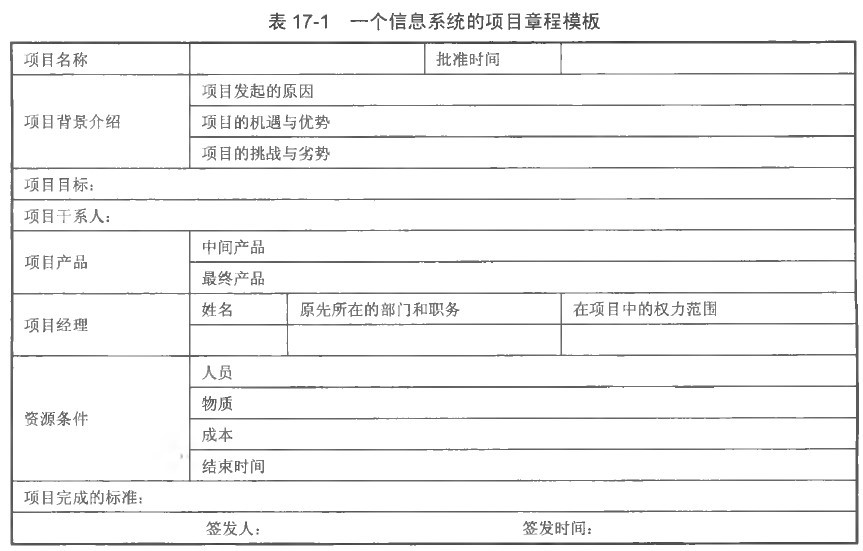 表 17-1 一个信息系统的项目章程模板
项目名称 批准时间
项目背景介绍
项目发起的原因
项目的机遇与优势
项目的挑战与劣势
项目目标：
项目干系人：
项目产品
中间产品
最终产品
项目经理
姓名 原先所在的部门和职务 在项目中的权力范围
资源条件
人员
物质
成本
结束时间
项目完成的标准：
签发人： 签发时间：